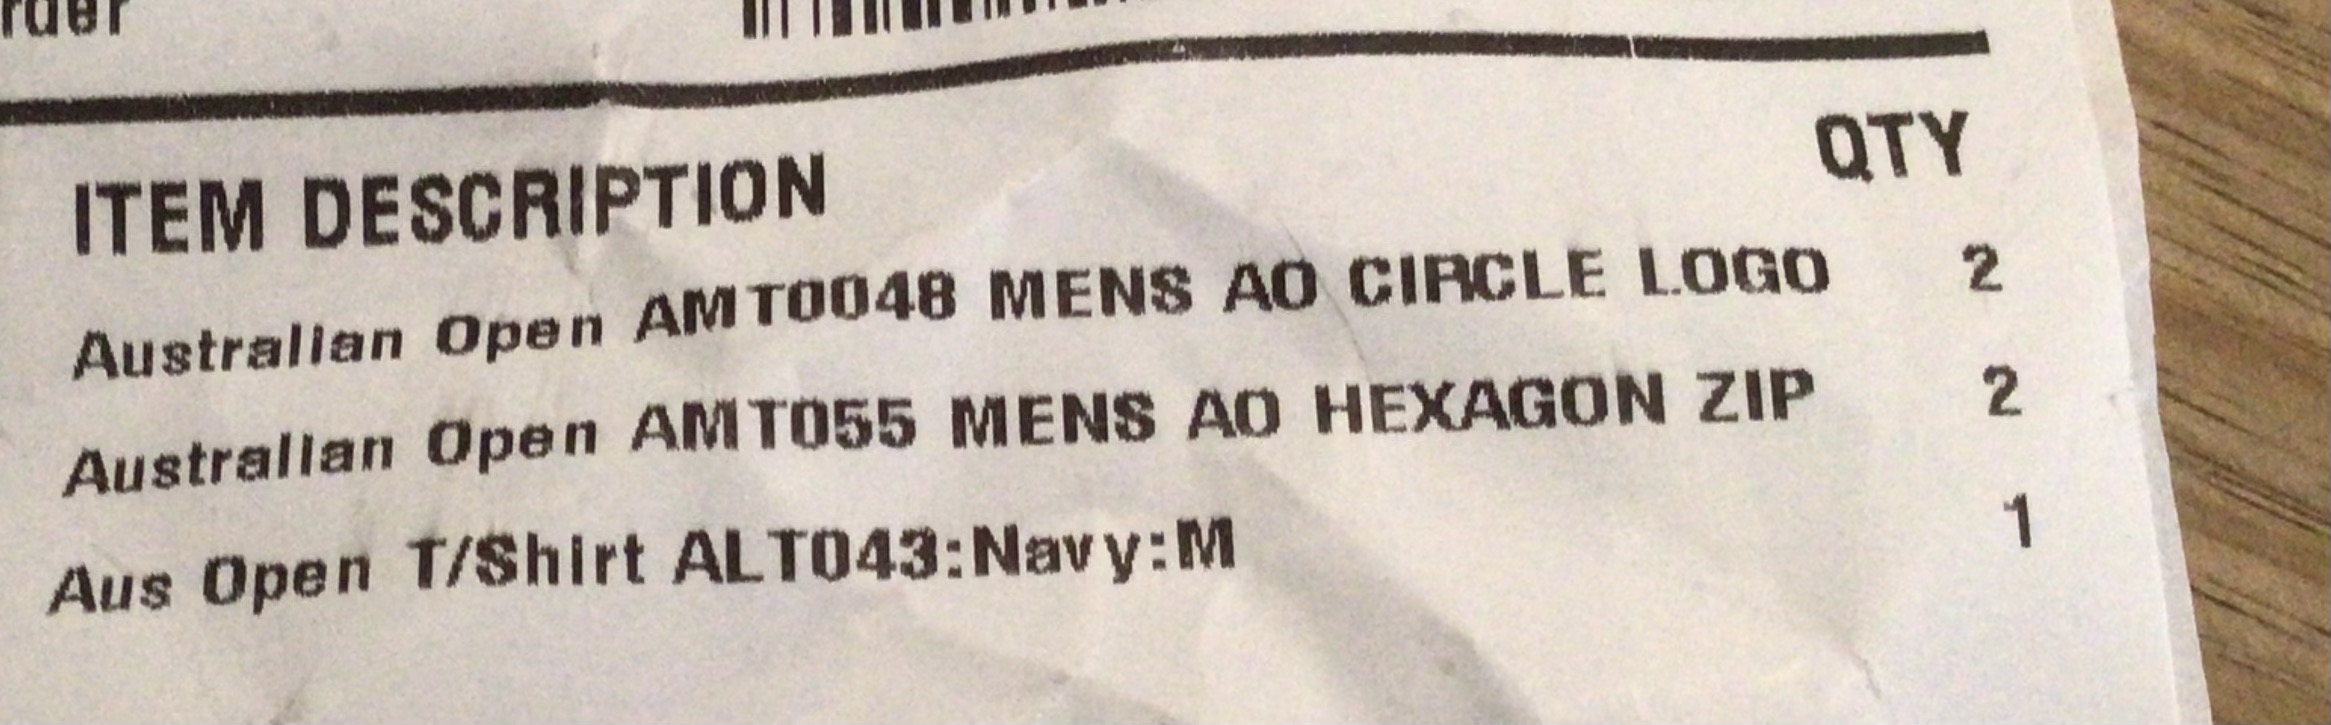 ITEM DESCRIPTION QTY
Australian Open AMT0048 MENS AO CIRCLE LOGO 2
Australian Open AMT055 MENS AO HEXAGON ZIP 2
Aus Open T/Shirt ALT043:Navy:M 1